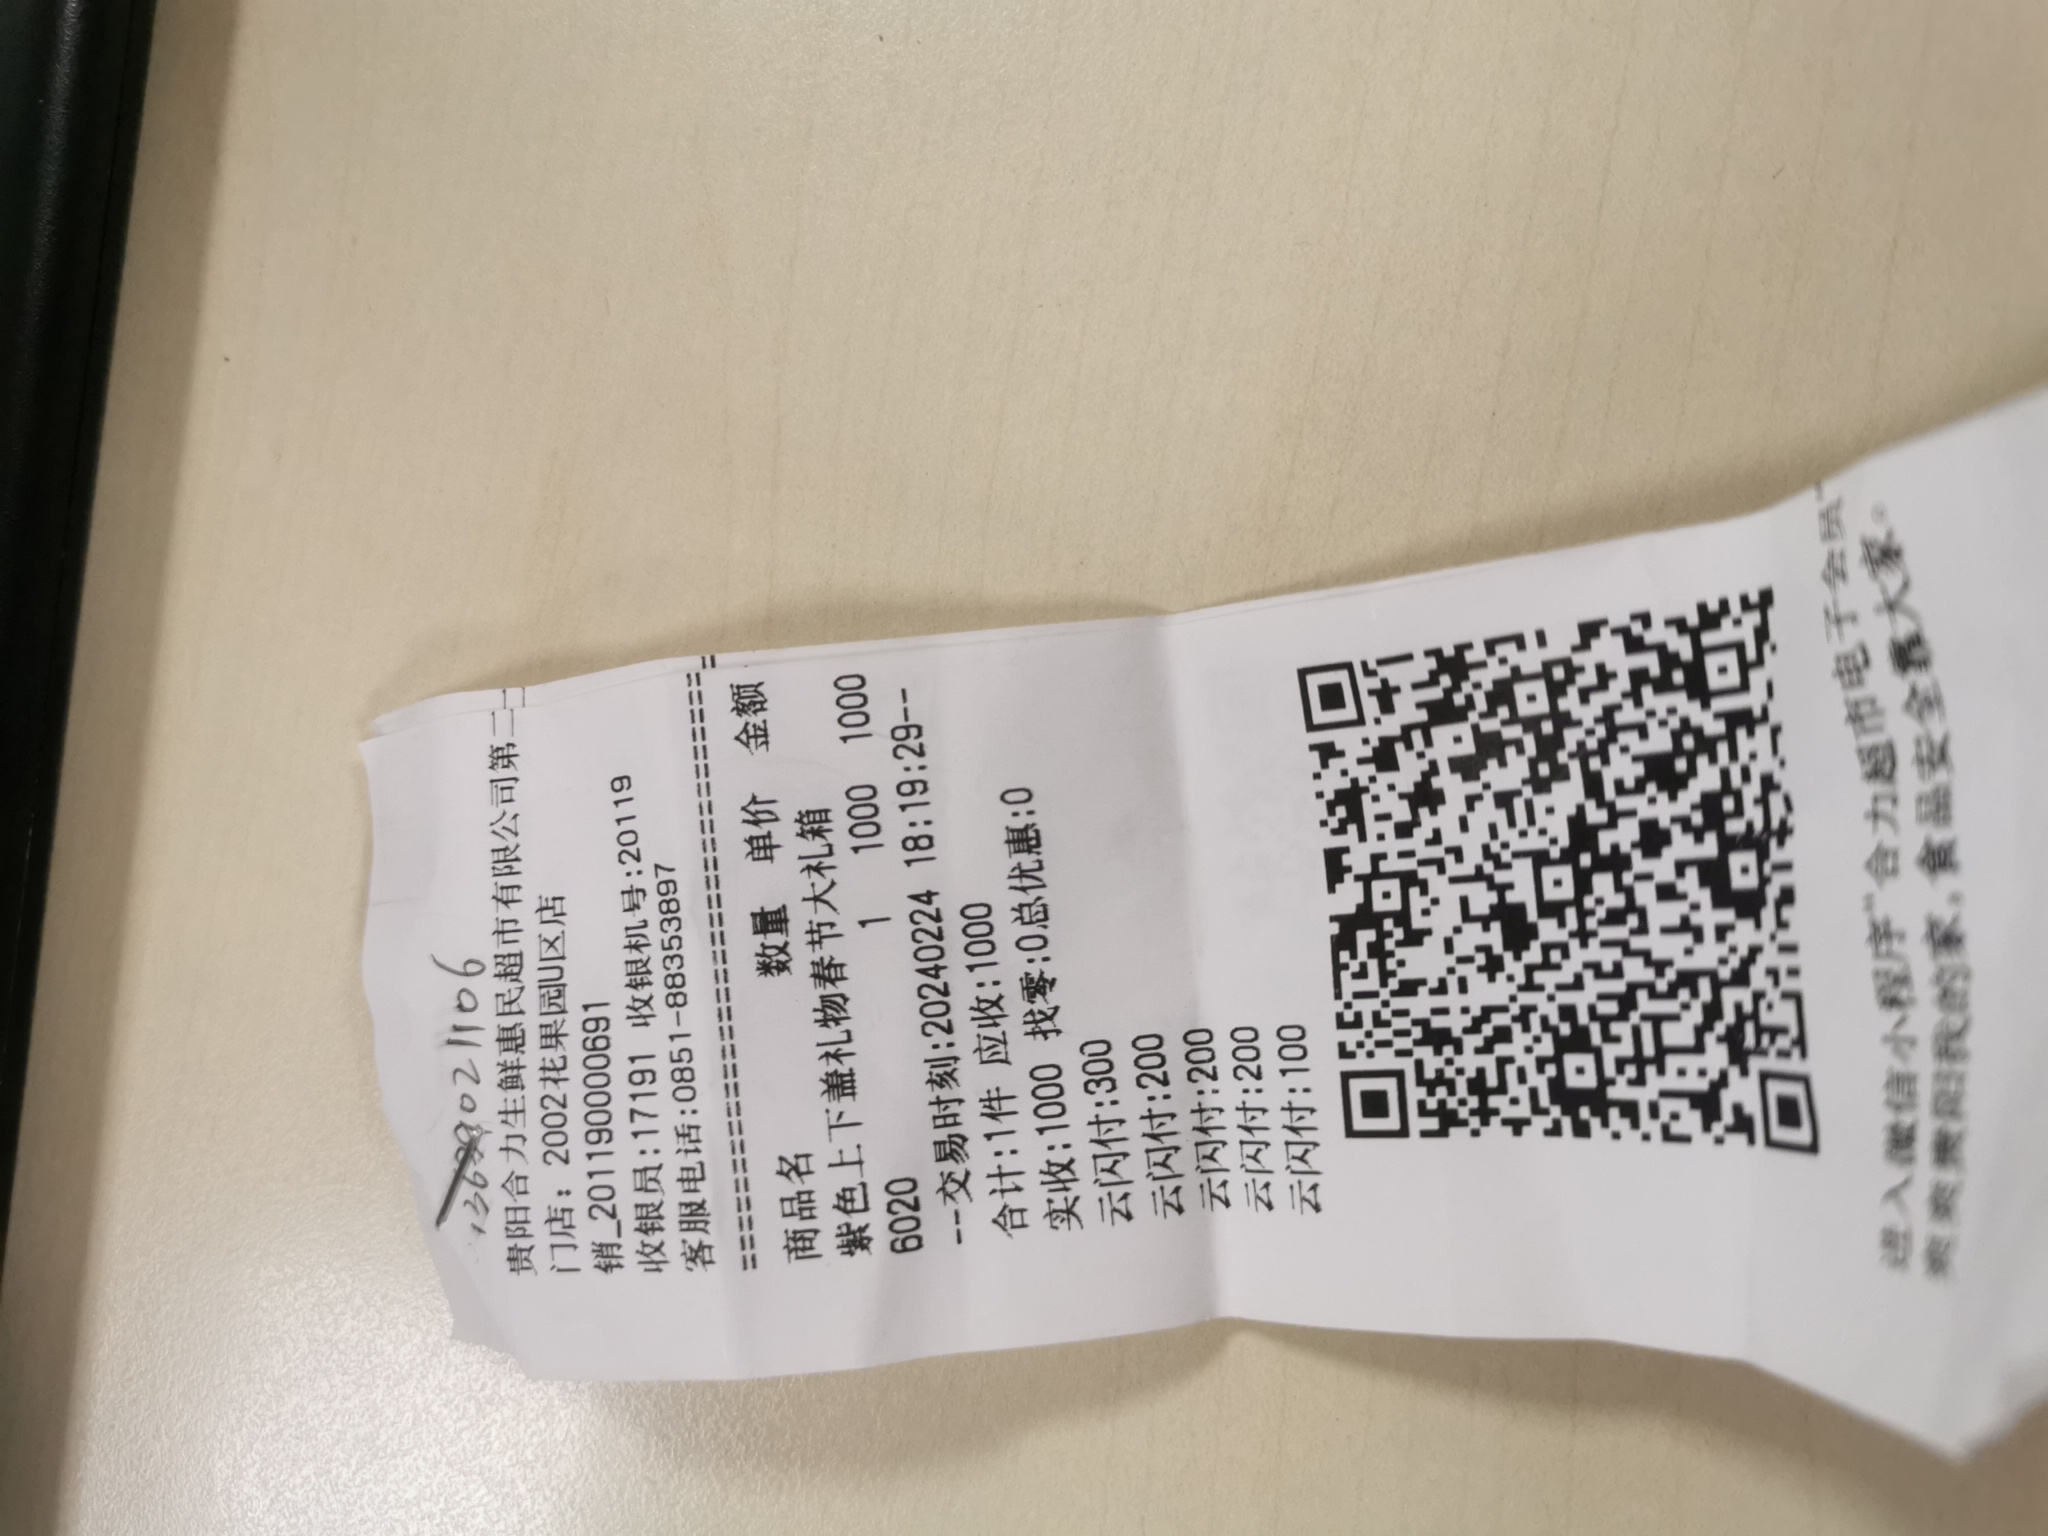 贵阳合力生鲜惠民超市有限公司第二
门店: 2002花果园U区店
销_20119000000691
收银员:17191 收银机号:20119
客服电话:0851-88353897
==============================
商品名 数量 单价 金额
紫色上下盖礼物春节大礼箱
6020 1 1000 1000
--交易时刻:20240224 18:19:29--
合计:1件 应收:1000
实收:1000 找零:0总优惠:0
云闪付:300
云闪付:200
云闪付:200
云闪付:200
云闪付:100
进入微信小程序“合力超市电子会员”
爽爽贵阳我的家,食品安全靠大家。